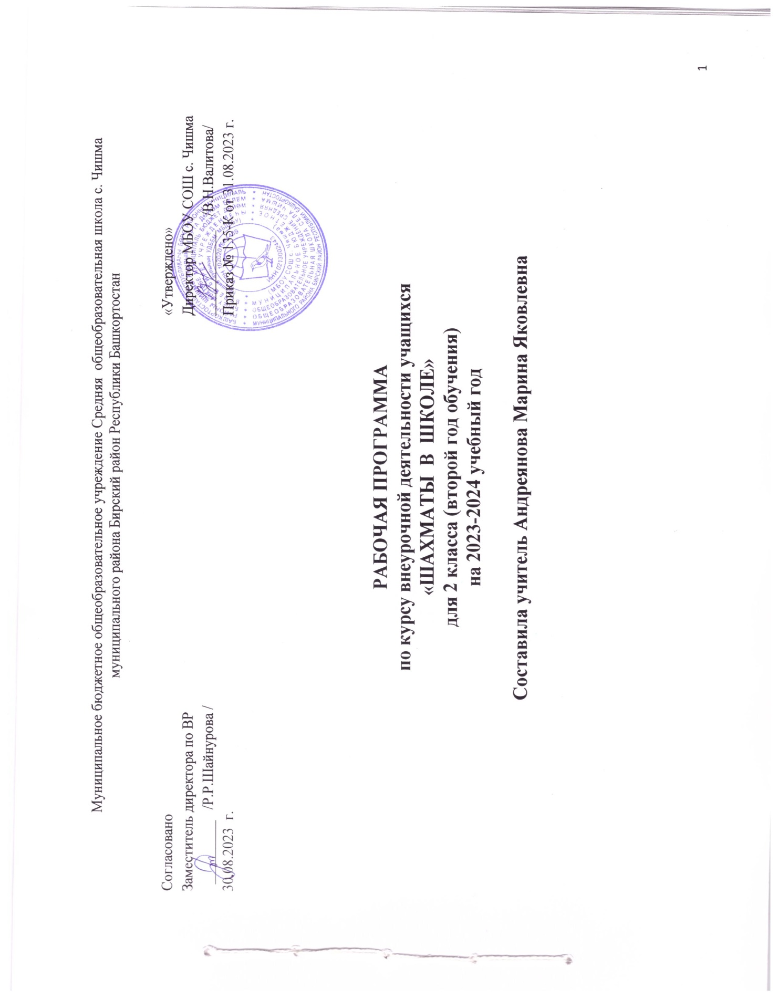 Муниципальное бюджетное общеобразовательное учреждение Средняя общеобразовательная школа с. Чишма
муниципального района Бирский район Республики Башкортостан
Согласовано
Заместитель директора по ВР
/Р.Р.Шайнурова /
30.08.2023 г.
«Утверждено»
Директор МБОУ СОШ с. Чишма
/В.Н.Валитова/
Приказ № 135-К от 31.08.2023 г.
ИНН 0213002443
(МБОУ СОШ с. Чишма)
МУНИЦИПАЛЬНОЕ БЮДЖЕТНОЕ
ОБЩЕОБРАЗОВАТЕЛЬНОЕ УЧРЕЖДЕНИЕ СРЕДНЯЯ
ОБЩЕОБРАЗОВАТЕЛЬНАЯ ШКОЛА СЕЛА ЧИШМА
МУНИЦИПАЛЬНОГО РАЙОНА БИРСКИЙ РАЙОН РЕСПУБЛИКИ БАШКОРТОСТАН
РАБОЧАЯ ПРОГРАММА
по курсу внеурочной деятельности учащихся
«ШАХМАТЫ В ШКОЛЕ»
для 2 класса (второй год обучения)
на 2023-2024 учебный год
Составила учитель Андреянова Марина Яковлевна
1